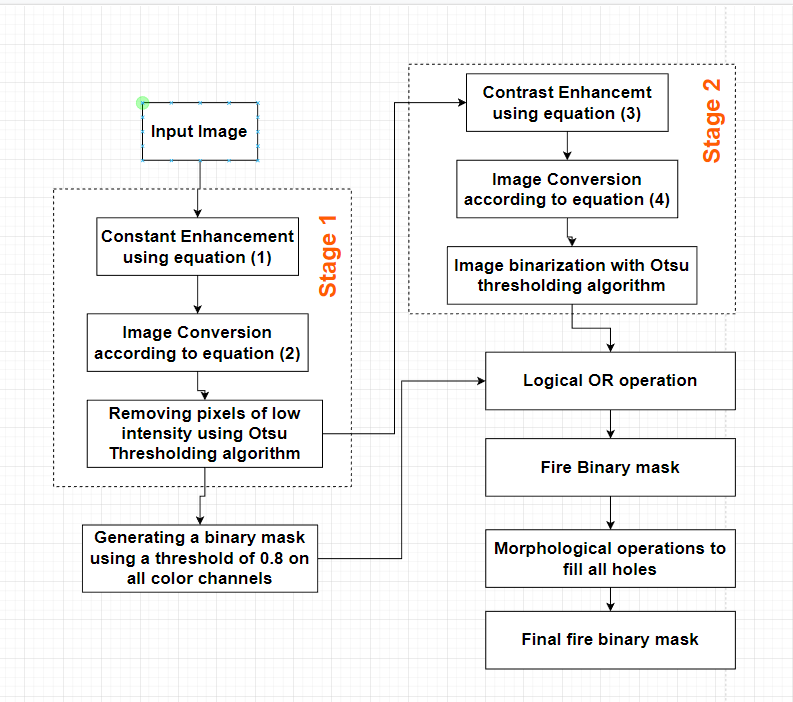 Input Image
Stage 1
Constant Enhancement
using equation (1)
Image Conversion
according to equation (2)
Removing pixels of low
intensity using Otsu
Thresholding algorithm
Generating a binary mask
using a threshold of 0.8 on
all color channels
Stage 2
Contrast Enhancemt
using equation (3)
Image Conversion
according to equation (4)
Image binarization with Otsu
thresholding algorithm
Logical OR operation
Fire Binary mask
Morphological operations to
fill all holes
Final fire binary mask